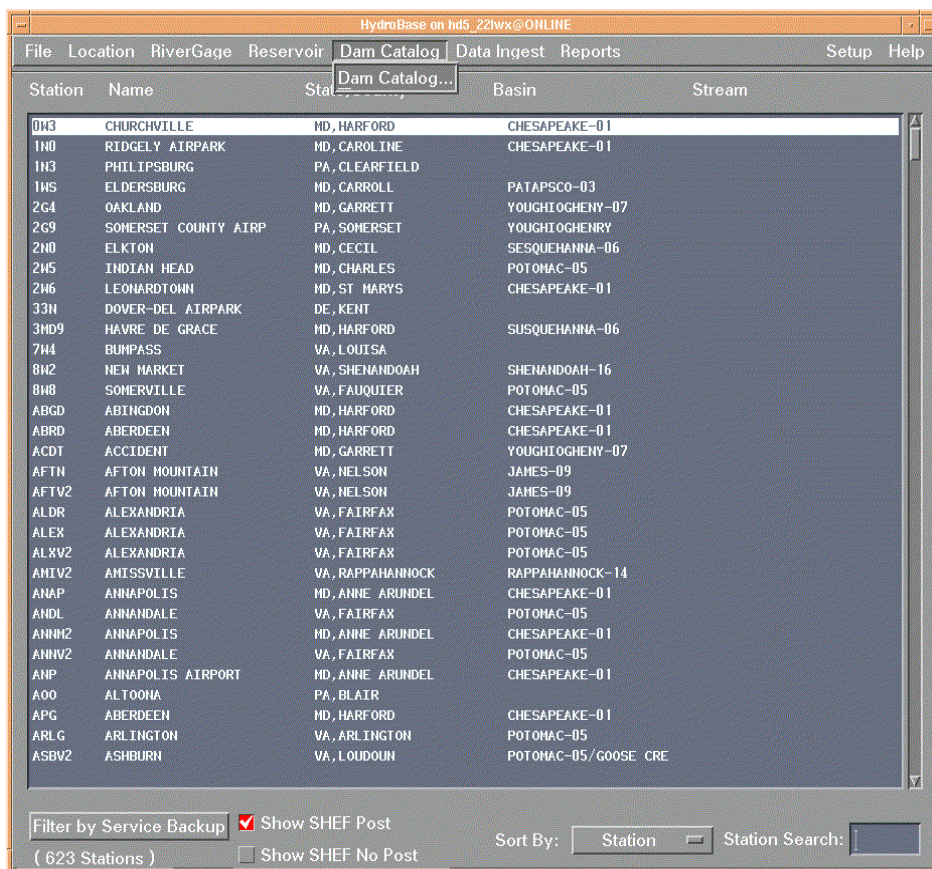 HydroBase on hd5_22lwx@ONLINE
File Location RiverGage Reservoir Dam Catalog Data Ingest Reports Setup Help
Dam Catalog...
Station Name State,County Basin Stream
0W3 CHURCHVILLE MD,HARFORD CHESAPEAKE-01
1N0 RIDGELY AIRPARK MD,CAROLINE CHESAPEAKE-01
1N3 PHILIPSBURG PA,CLEARFIELD
1WS ELDERSBURG MD,CARROLL PATAPSCO-03
2G4 OAKLAND MD,GARRETT YOUGHIOGHENY-07
2G9 SOMERSET COUNTY AIRP PA,SOMERSET YOUGHIOGHENRY
2N0 ELKTON MD,CECIL SESQUEHANNA-06
2W5 INDIAN HEAD MD,CHARLES POTOMAC-05
2W6 LEONARDTOWN MD,ST MARYS CHESAPEAKE-01
33N DOVER-DEL AIRPARK DE,KENT
3MD9 HAVRE DE GRACE MD,HARFORD SUSQUEHANNA-06
7W4 BUMPASS VA,LOUISA
8W2 NEW MARKET VA,SHENANDOAH SHENANDOAH-16
8W8 SOMERVILLE VA,FAUQUIER POTOMAC-05
ABGD ABINGDON MD,HARFORD CHESAPEAKE-01
ABRD ABERDEEN MD,HARFORD CHESAPEAKE-01
ACDT ACCIDENT MD,GARRETT YOUGHIOGHENY-07
AFTN AFTON MOUNTAIN VA,NELSON JAMES-09
AFTV2 AFTON MOUNTAIN VA,NELSON JAMES-09
ALDR ALEXANDRIA VA,FAIRFAX POTOMAC-05
ALEX ALEXANDRIA VA,FAIRFAX POTOMAC-05
ALXV2 ALEXANDRIA VA,FAIRFAX POTOMAC-05
AMIV2 AMISSVILLE VA,RAPPAHANNOCK RAPPAHANNOCK-14
ANAP ANNAPOLIS MD,ANNE ARUNDEL CHESAPEAKE-01
ANDL ANNANDALE VA,FAIRFAX POTOMAC-05
ANNM2 ANNAPOLIS MD,ANNE ARUNDEL CHESAPEAKE-01
ANNV2 ANNANDALE VA,FAIRFAX POTOMAC-05
ANP ANNAPOLIS AIRPORT MD,ANNE ARUNDEL CHESAPEAKE-01
AOO ALTOONA PA,BLAIR
APG ABERDEEN MD,HARFORD CHESAPEAKE-01
ARLG ARLINGTON VA,ARLINGTON POTOMAC-05
ASBV2 ASHBURN VA,LOUDOUN POTOMAC-05/GOOSE CRE
Filter by Service Backup Show SHEF Post Sort By: Station Station Search:
( 623 Stations ) Show SHEF No Post